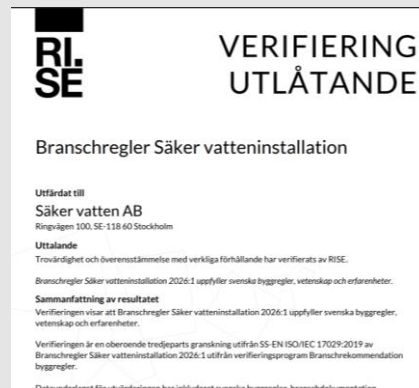 RI.
SE
VERIFIERING
UTLÅTANDE
Branschregler Säker vatteninstallation
Utfärdat till
Säker vatten AB
Ringvägen 100, SE-118 60 Stockholm
Uttalande
Trovärdighet och överensstämmelse med verkliga förhållande har verifierats av RISE.
Branschregler Säker vatteninstallation 2026:1 uppfyller svenska byggregler, vetenskap och erfarenheter.
Sammanfattning av resultatet
Verifieringen visar att Branschregler Säker vatteninstallation 2026:1 uppfyller svenska byggregler,
vetenskap och erfarenheter.
Verifieringen är en oberoende tredjeparts granskning utifrån SS-EN ISO/IEC 17029:2019 av
Branschregler Säker vatteninstallation 2026:1 utifrån verifieringsprogram Branschrekommendation
byggregler.